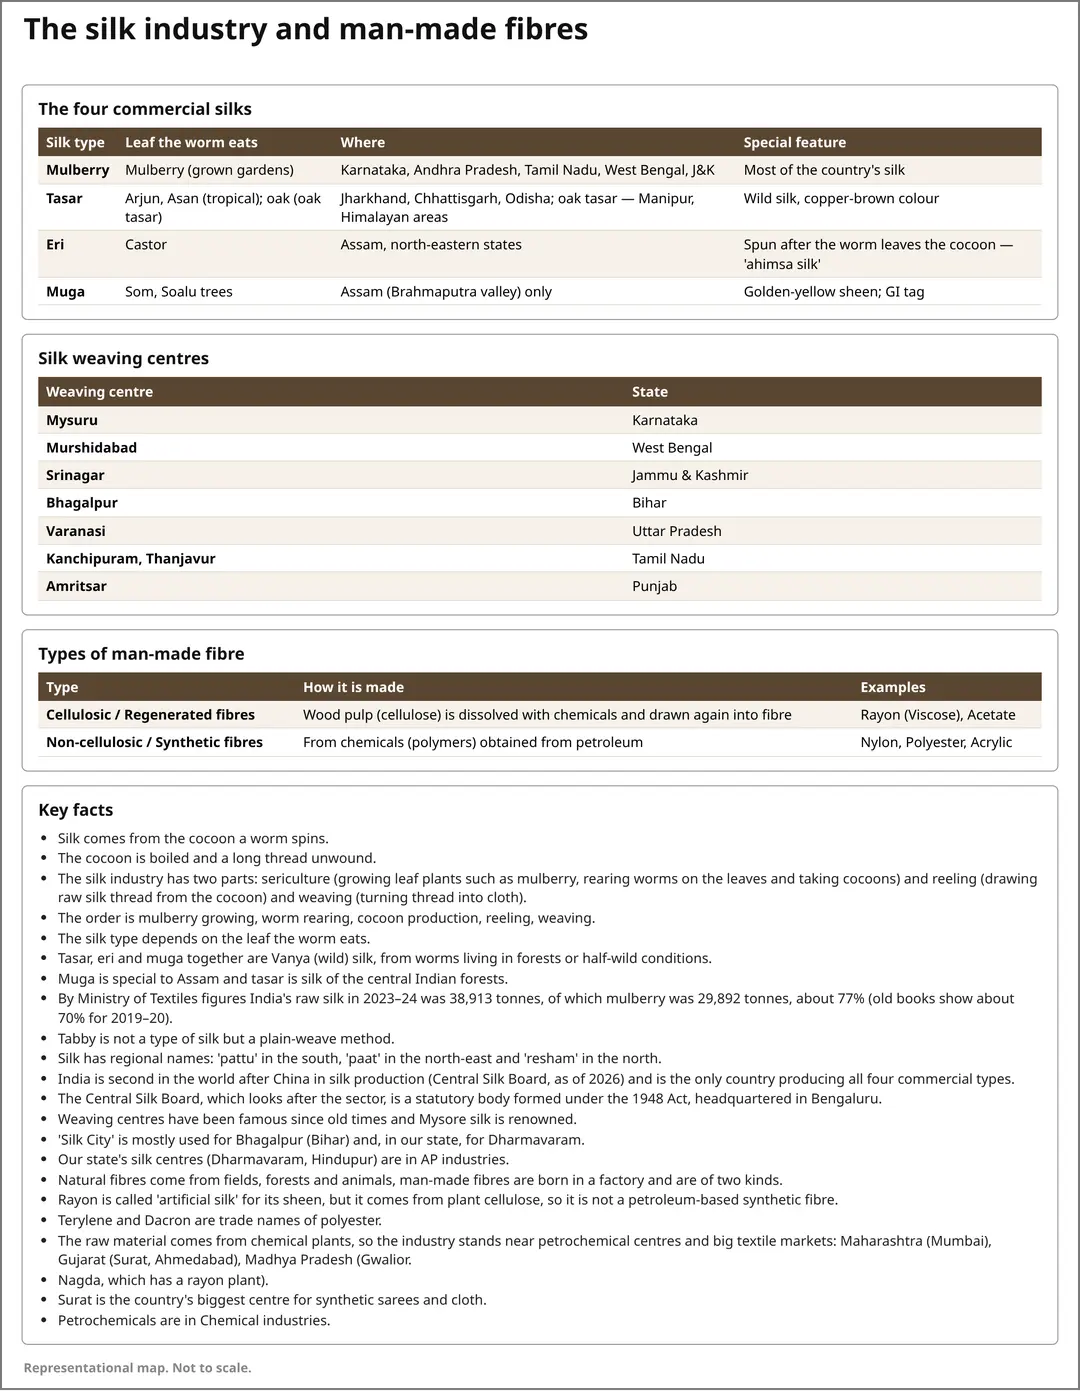 The silk industry and man-made fibres
The four commercial silks
Silk type Leaf the worm eats Where Special feature
Mulberry Mulberry (grown gardens) Karnataka, Andhra Pradesh, Tamil Nadu, West Bengal, J&K Most of the country's silk
Tasar Arjun, Asan (tropical); oak (oak tasar) Jharkhand, Chhattisgarh, Odisha; oak tasar — Manipur, Himalayan areas Wild silk, copper-brown colour
Eri Castor Assam, north-eastern states Spun after the worm leaves the cocoon — 'ahimsa silk'
Muga Som, Soalu trees Assam (Brahmaputra valley) only Golden-yellow sheen; GI tag
Silk weaving centres
Weaving centre State
Mysuru Karnataka
Murshidabad West Bengal
Srinagar Jammu & Kashmir
Bhagalpur Bihar
Varanasi Uttar Pradesh
Kanchipuram, Thanjavur Tamil Nadu
Amritsar Punjab
Types of man-made fibre
Type How it is made Examples
Cellulosic / Regenerated fibres Wood pulp (cellulose) is dissolved with chemicals and drawn again into fibre Rayon (Viscose), Acetate
Non-cellulosic / Synthetic fibres From chemicals (polymers) obtained from petroleum Nylon, Polyester, Acrylic
Key facts
• Silk comes from the cocoon a worm spins.
• The cocoon is boiled and a long thread unwound.
• The silk industry has two parts: sericulture (growing leaf plants such as mulberry, rearing worms on the leaves and taking cocoons) and reeling (drawing
raw silk thread from the cocoon) and weaving (turning thread into cloth).
• The order is mulberry growing, worm rearing, cocoon production, reeling, weaving.
• The silk type depends on the leaf the worm eats.
• Tasar, eri and muga together are Vanya (wild) silk, from worms living in forests or half-wild conditions.
• Muga is special to Assam and tasar is silk of the central Indian forests.
• By Ministry of Textiles figures India's raw silk in 2023–24 was 38,913 tonnes, of which mulberry was 29,892 tonnes, about 77% (old books show about
70% for 2019–20).
• Tabby is not a type of silk but a plain-weave method.
• Silk has regional names: 'pattu' in the south, 'paat' in the north-east and 'resham' in the north.
• India is second in the world after China in silk production (Central Silk Board, as of 2026) and is the only country producing all four commercial types.
• The Central Silk Board, which looks after the sector, is a statutory body formed under the 1948 Act, headquartered in Bengaluru.
• Weaving centres have been famous since old times and Mysore silk is renowned.
• 'Silk City' is mostly used for Bhagalpur (Bihar) and, in our state, for Dharmavaram.
• Our state's silk centres (Dharmavaram, Hindupur) are in AP industries.
• Natural fibres come from fields, forests and animals, man-made fibres are born in a factory and are of two kinds.
• Rayon is called 'artificial silk' for its sheen, but it comes from plant cellulose, so it is not a petroleum-based synthetic fibre.
• Terylene and Dacron are trade names of polyester.
• The raw material comes from chemical plants, so the industry stands near petrochemical centres and big textile markets: Maharashtra (Mumbai),
Gujarat (Surat, Ahmedabad), Madhya Pradesh (Gwalior.
• Nagda, which has a rayon plant).
• Surat is the country's biggest centre for synthetic sarees and cloth.
• Petrochemicals are in Chemical industries.
Representational map. Not to scale.